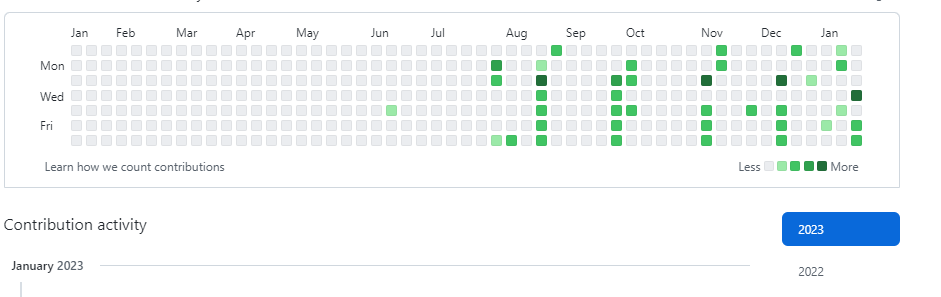 Jan Feb Mar Apr May Jun Jul Aug Sep Oct Nov Dec Jan
Mon
Wed
Fri
Learn how we count contributions Less More
Contribution activity
2023
January 2023
2022